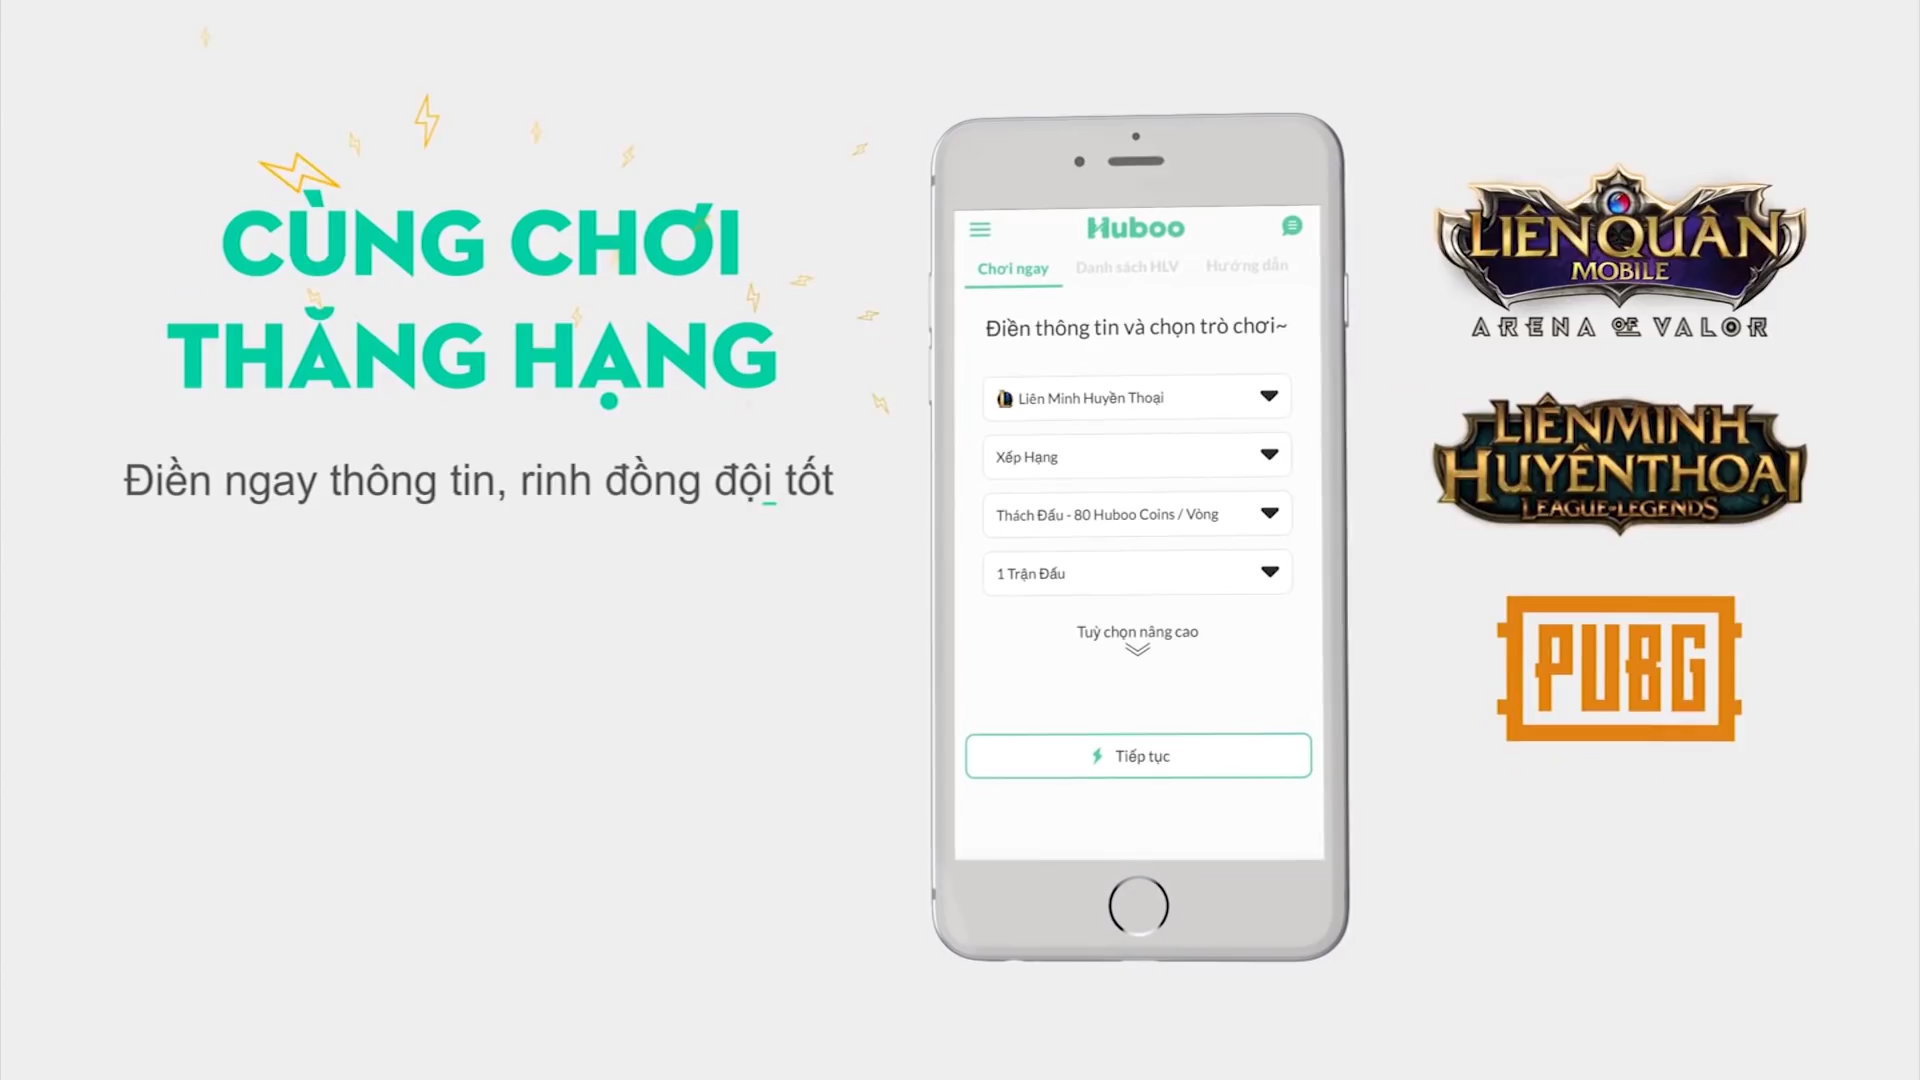 CÙNG CHƠI
THĂNG HẠNG
Điền ngay thông tin, rinh đồng đội tốt
Huboo
Chơi ngay
Danh sách HLV
Hướng dẫn
Điền thông tin và chọn trò chơi~
Liên Minh Huyền Thoại
Xếp Hạng
Thách Đấu - 80 Huboo Coins / Vòng
1 Trận Đấu
Tuỳ chọn nâng cao
Tiếp tục
LIÊN QUÂN
MOBILE
ARENA OF VALOR
LIÊN MINH
HUYỀN THOẠI
LEAGUE OF LEGENDS
PUBG